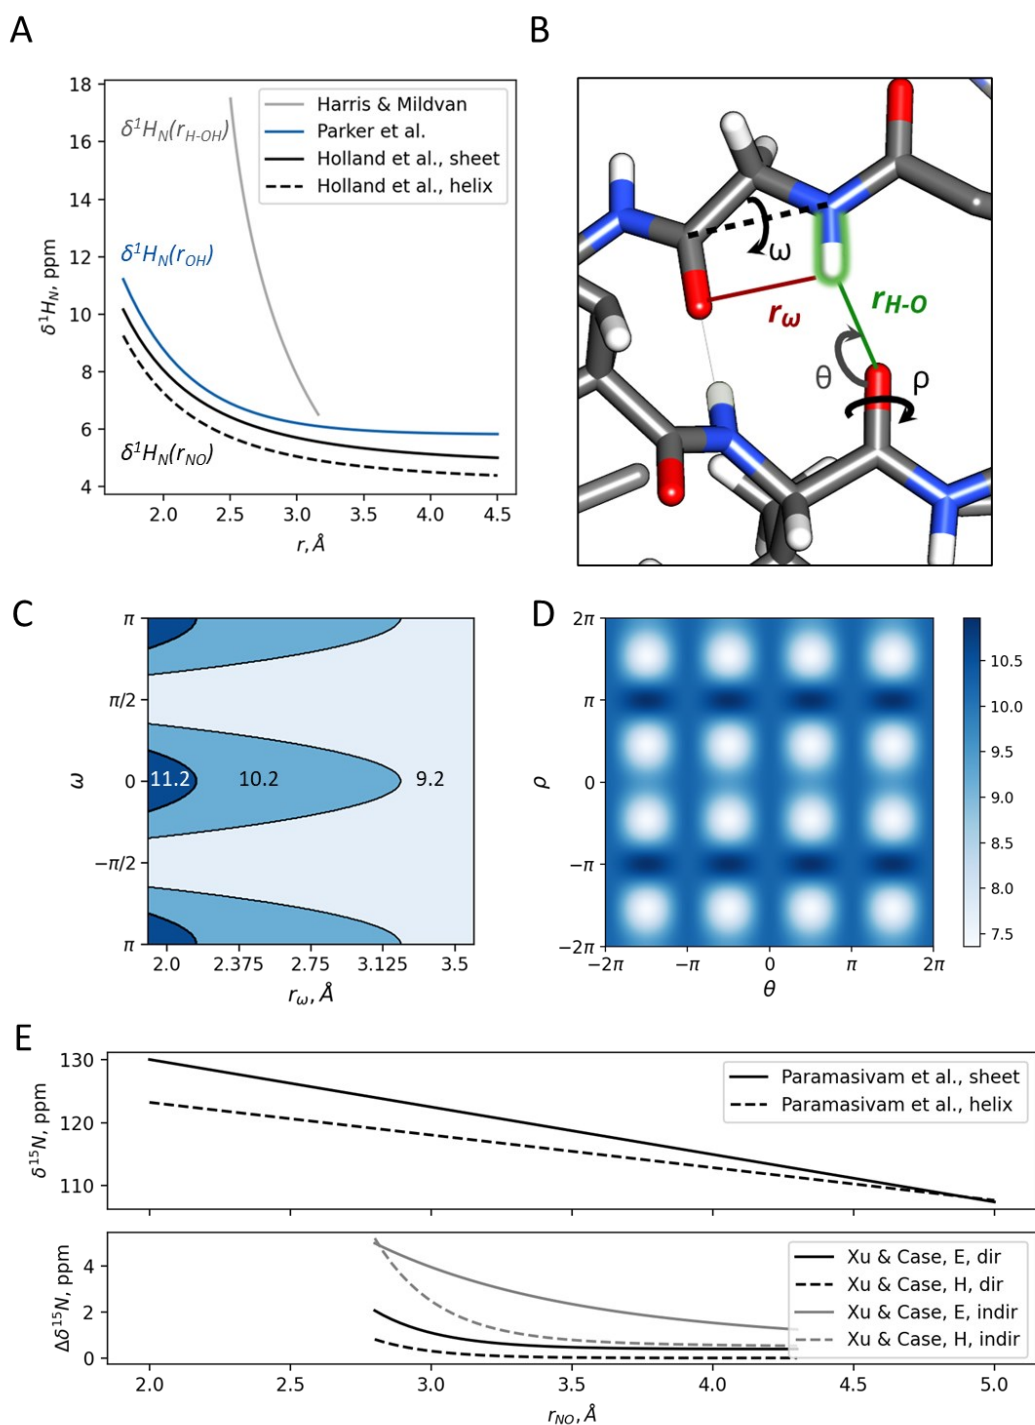 A
B
18
16
14
12
10
8
6
4
δ¹H_N, ppm
δ¹H_N(r_H-OH)
δ¹H_N(r_OH)
δ¹H_N(r_NO)
Harris & Mildvan
Parker et al.
Holland et al., sheet
Holland et al., helix
2.0 2.5 3.0 3.5 4.0 4.5
r, Å
ω
r_ω
r_H-O
θ
ρ
C
D
π
π/2
0
−π/2
π
ω
11.2 10.2 9.2
2.0 2.375 2.75 3.125 3.5
r_ω, Å
2π
π
0
−π
−2π
ρ
−2π −π 0 π 2π
θ
10.5
10.0
9.5
9.0
8.5
8.0
7.5
E
130
120
110
δ¹⁵N, ppm
Paramasivam et al., sheet
Paramasivam et al., helix
4
2
0
Δδ¹⁵N, ppm
Xu & Case, E, dir
Xu & Case, H, dir
Xu & Case, E, indir
Xu & Case, H, indir
2.0 2.5 3.0 3.5 4.0 4.5 5.0
r_NO, Å